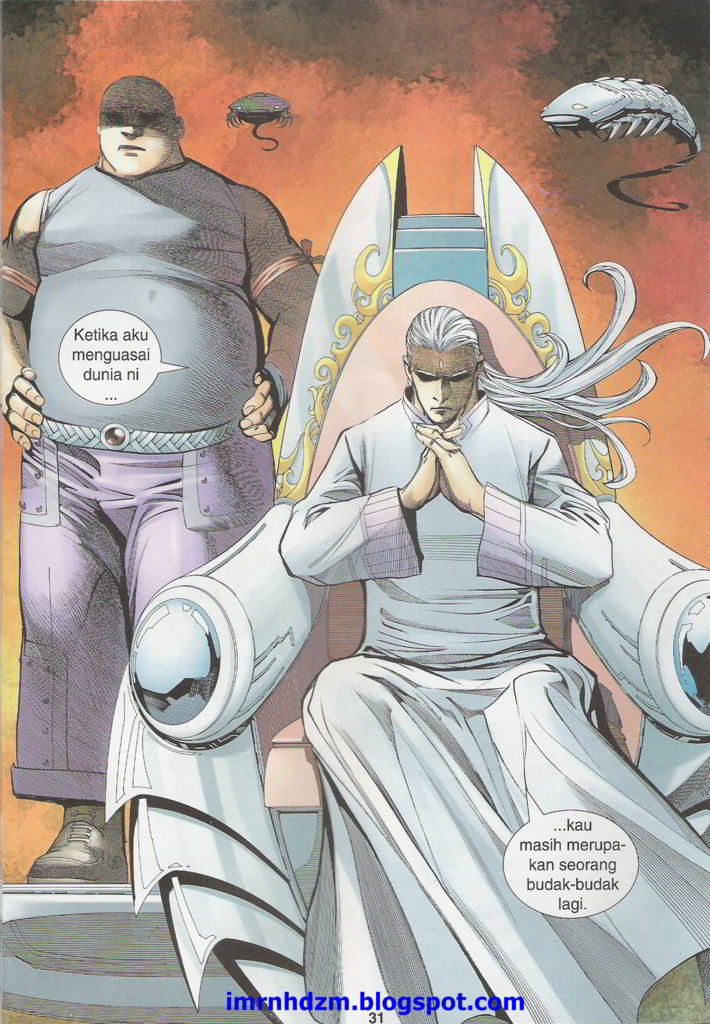 Ketika aku
menguasai
dunia ni
...
...kau
masih merupa-
kan seorang
budak-budak
lagi.
imrnhdzm.blogspot.com
31